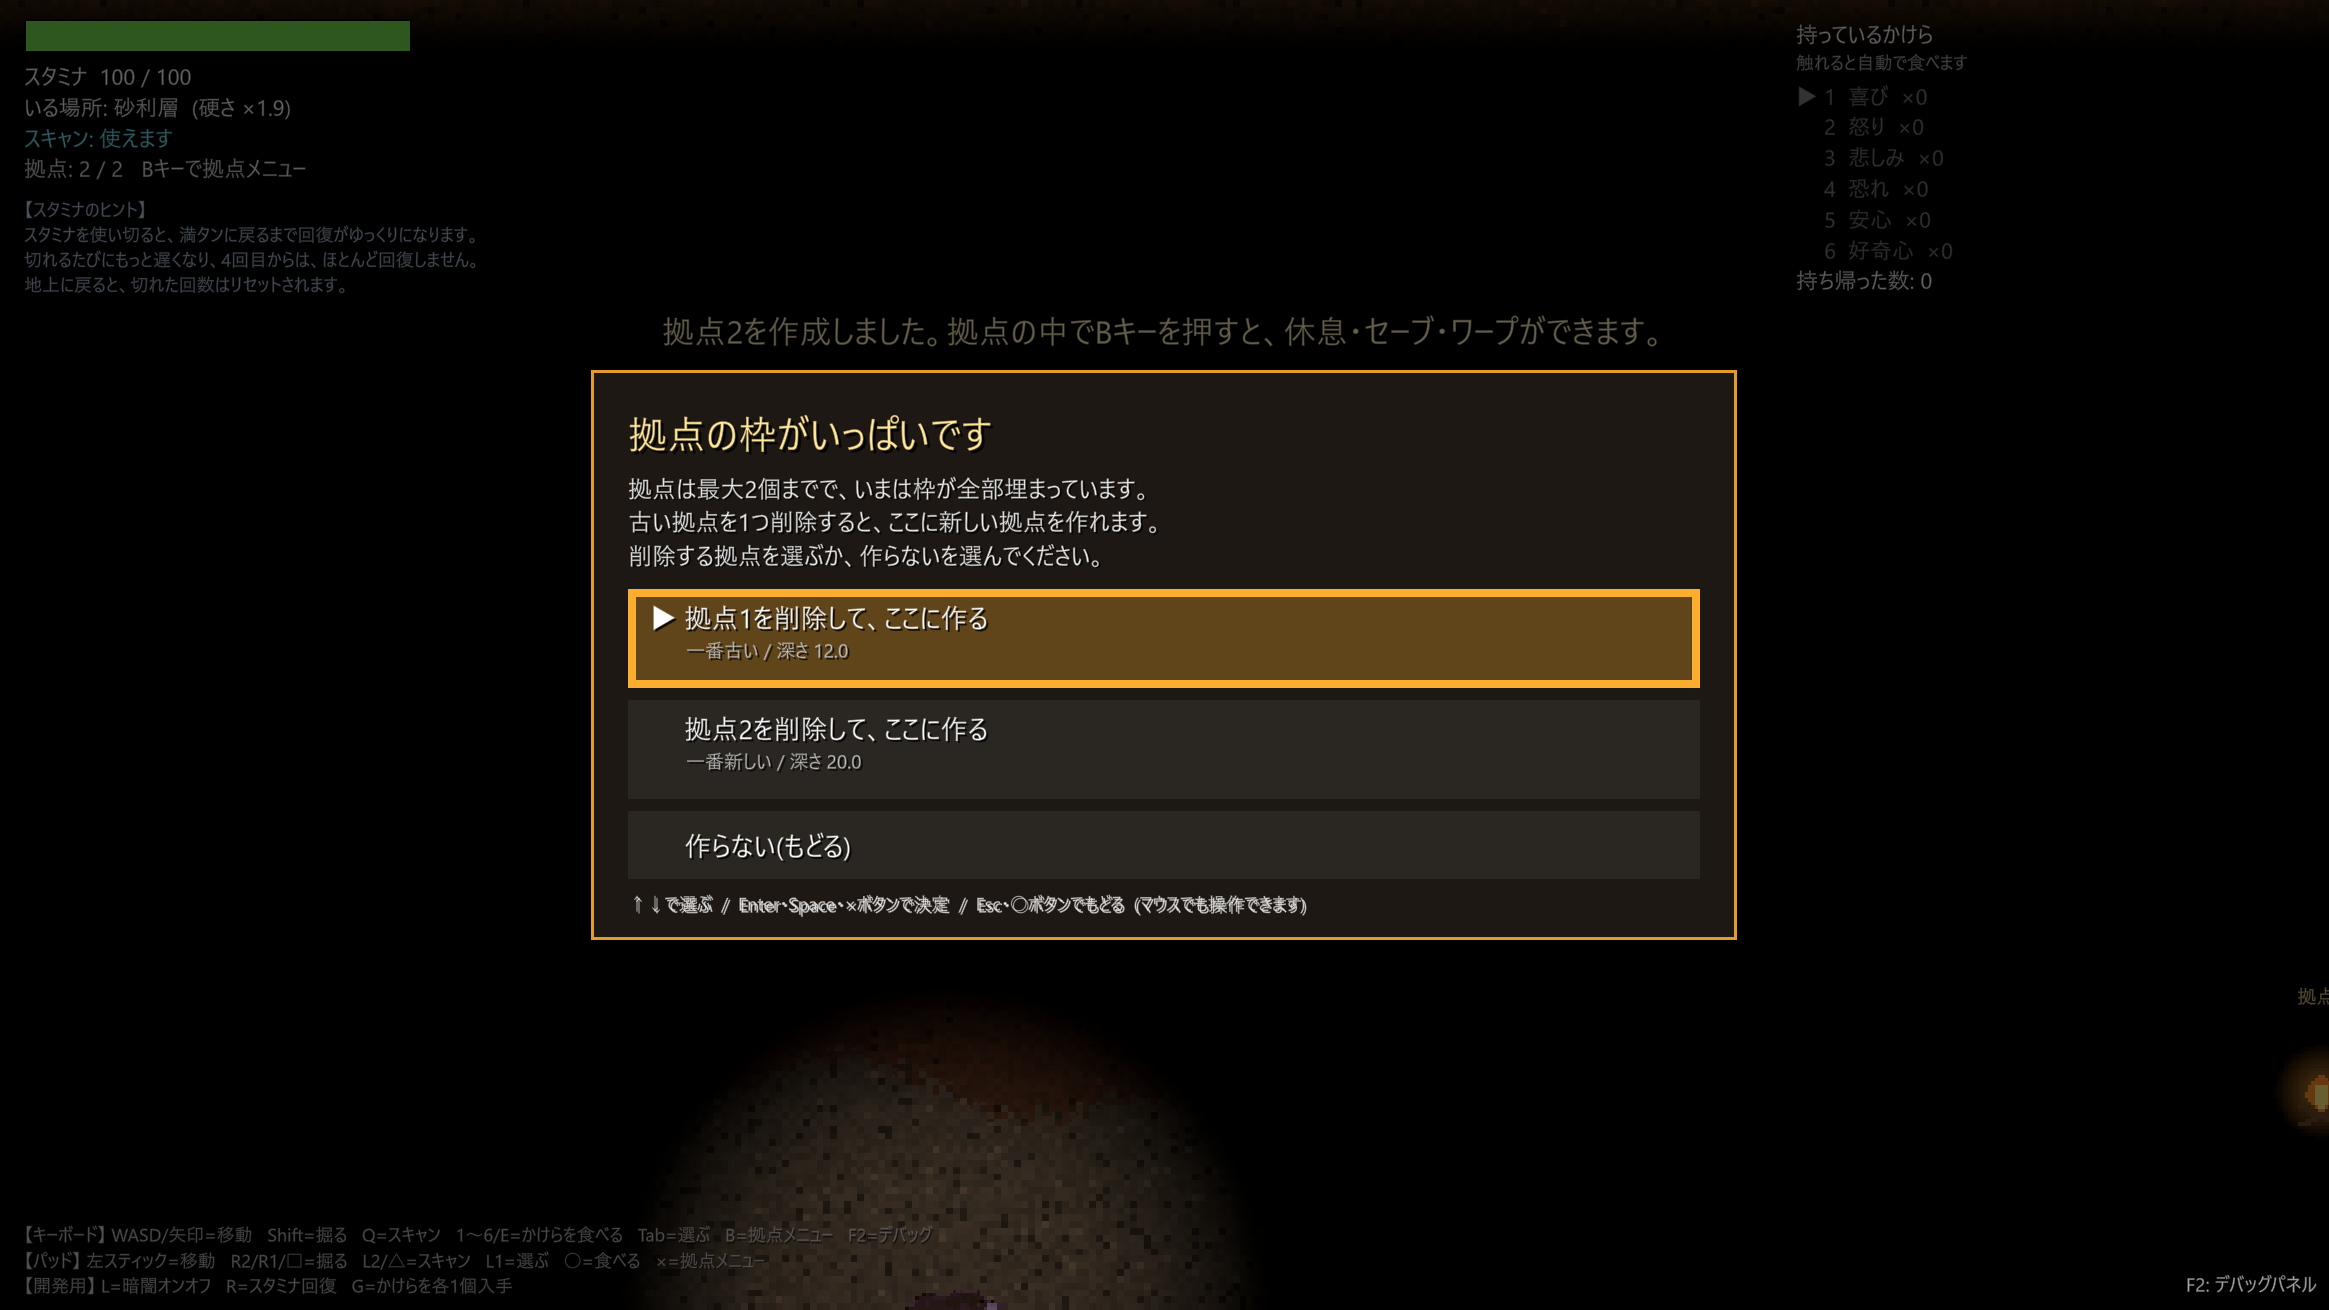 スタミナ 100 / 100
いる場所: 砂利層 (硬さ ×1.9)
スキャン: 使えます
拠点: 2 / 2 Bキーで拠点メニュー
【スタミナのヒント】
スタミナを使い切ると、満タンに戻るまで回復がゆっくりになります。
切れるたびにもっと遅くなり、4回目からは、ほとんど回復しません。
地上に戻ると、切れた回数はリセットされます。
持っているかけら
触れると自動で食べます
▶ 1 喜び ×0
2 怒り ×0
3 悲しみ ×0
4 恐れ ×0
5 安心 ×0
6 好奇心 ×0
持ち帰った数: 0
拠点2を作成しました。拠点の中でBキーを押すと、休息・セーブ・ワープができます。
拠点の枠がいっぱいです
拠点は最大2個までで、いまは枠が全部埋まっています。
古い拠点を1つ削除すると、ここに新しい拠点を作れます。
削除する拠点を選ぶか、作らないを選んでください。
▶ 拠点1を削除して、ここに作る
一番古い / 深さ 12.0
拠点2を削除して、ここに作る
一番新しい / 深さ 20.0
作らない(もどる)
↑↓で選ぶ / Enter・Space・×ボタンで決定 / Esc・○ボタンでもどる (マウスでも操作できます)
拠点
【キーボード】 WASD/矢印=移動 Shift=掘る Q=スキャン 1〜6/E=かけらを食べる Tab=選ぶ B=拠点メニュー F2=デバッグ
【パッド】 左スティック=移動 R2/R1/□=掘る L2/△=スキャン L1=選ぶ ○=食べる ×=拠点メニュー
【開発用】 L=暗闇オンオフ R=スタミナ回復 G=かけらを各1個入手
F2: デバッグパネル